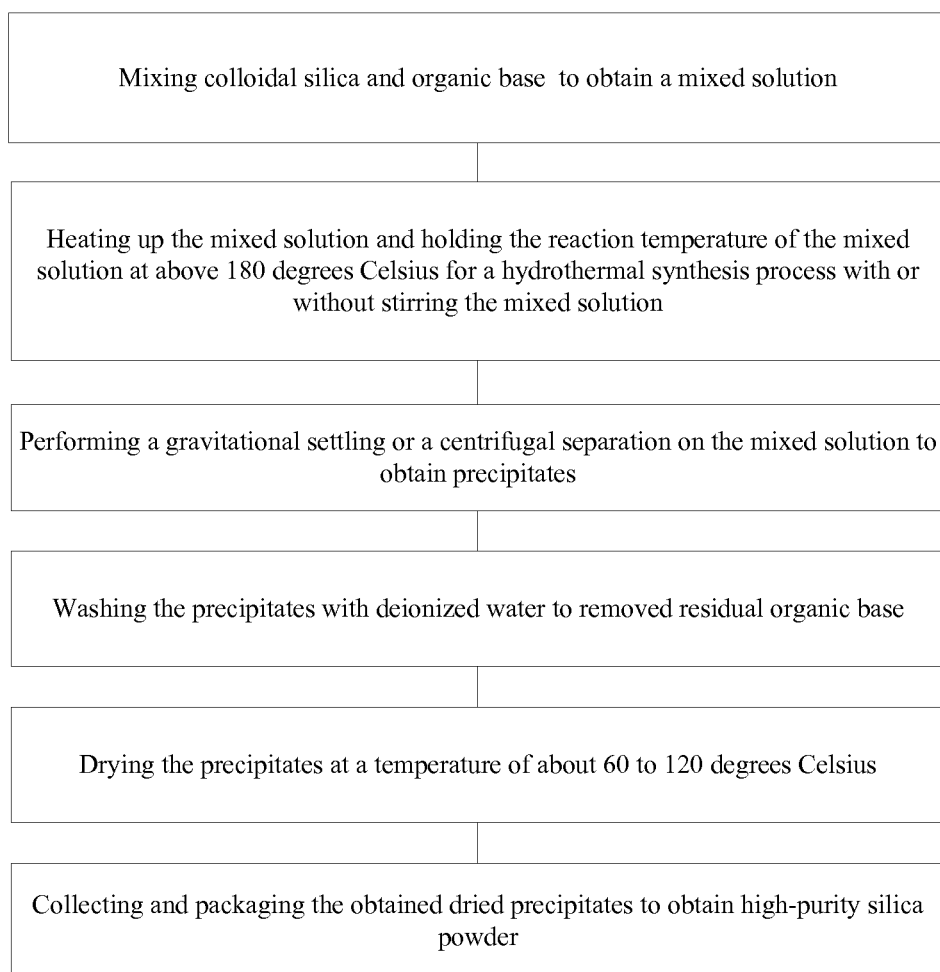 Mixing colloidal silica and organic base to obtain a mixed solution
Heating up the mixed solution and holding the reaction temperature of the mixed
solution at above 180 degrees Celsius for a hydrothermal synthesis process with or
without stirring the mixed solution
Performing a gravitational settling or a centrifugal separation on the mixed solution to
obtain precipitates
Washing the precipitates with deionized water to removed residual organic base
Drying the precipitates at a temperature of about 60 to 120 degrees Celsius
Collecting and packaging the obtained dried precipitates to obtain high-purity silica
powder